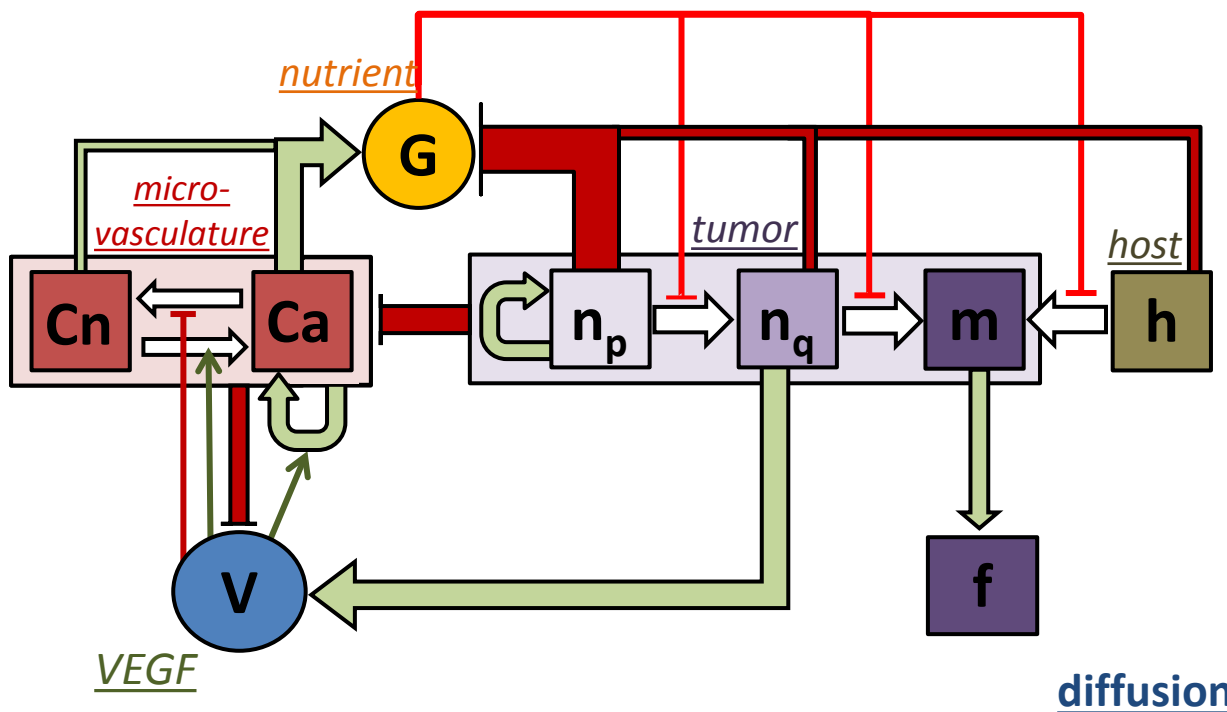 nutrient
G
micro-
vasculature
tumor
host
Cn
Ca
np
nq
m
h
V
f
VEGF
diffusion